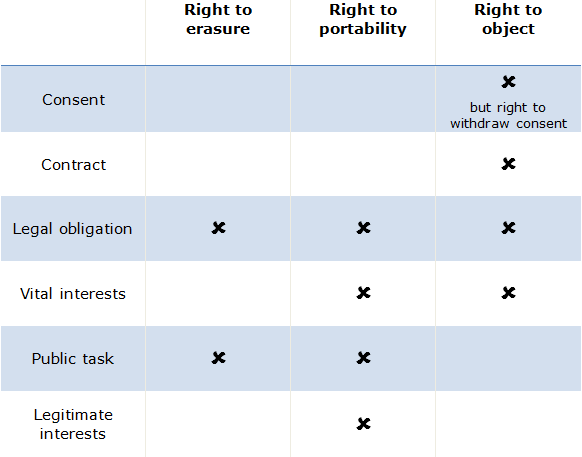 Right to
erasure
Right to
portability
Right to
object
Consent
✘
but right to
withdraw consent
Contract
✘
Legal obligation
✘ ✘ ✘
Vital interests
✘ ✘
Public task
✘ ✘
Legitimate
interests
✘